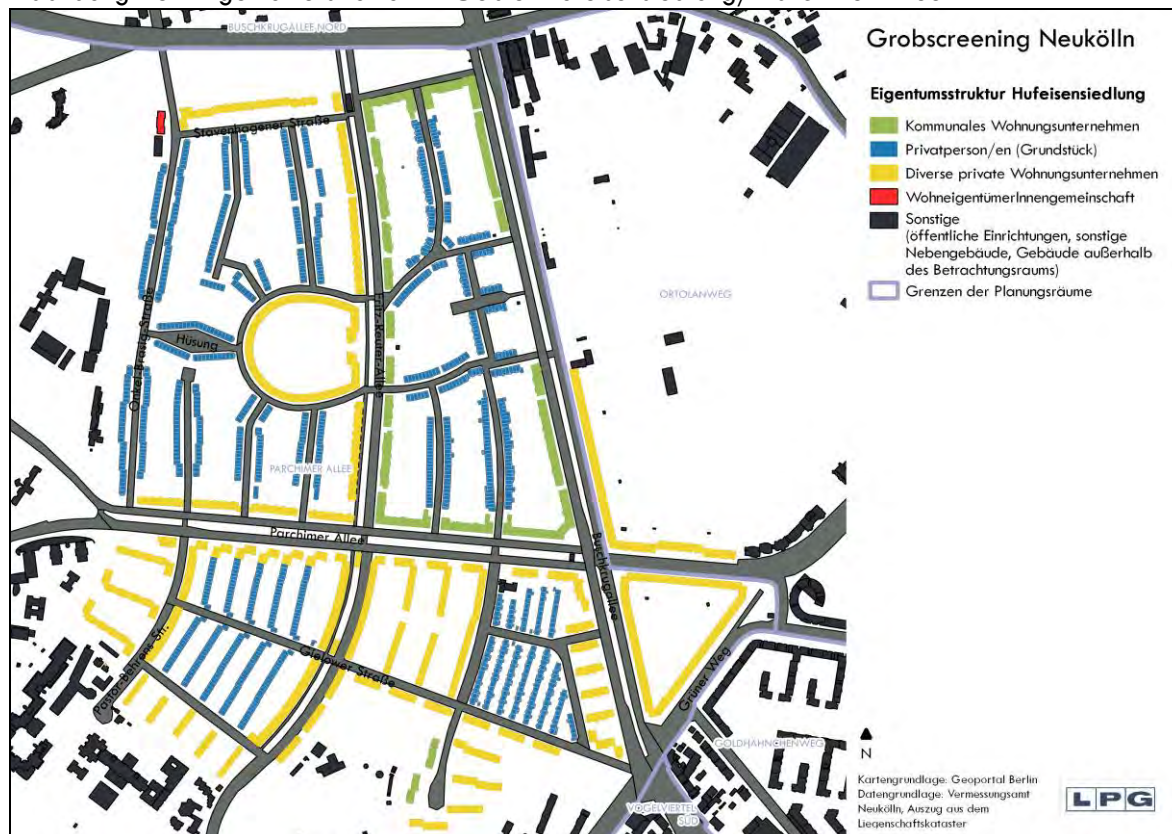 BUSCHKRUGALLEE NORD
Grobscreening Neukölln
Eigentumsstruktur Hufeisensiedlung
Kommunales Wohnungsunternehmen
Privatperson/en (Grundstück)
Diverse private Wohnungsunternehmen
WohneigentümerInnengemeinschaft
Sonstige
(öffentliche Einrichtungen, sonstige
Nebengebäude, Gebäude außerhalb
des Betrachtungsraums)
Grenzen der Planungsräume
Stavenhagener Straße
ORTOLANWEG
Onkel-Bräsig-Straße
Hüsung
Fritz-Reuter-Allee
PARCHIMER ALLEE
Parchimer Allee
Buschkrugallee
Pastor-Behrens-Str.
Gielower Straße
Grüner Weg
GOLDHÄHNCHENWEG
VOGELVIERTEL
SÜD
N
Kartengrundlage: Geoportal Berlin
Datengrundlage: Vermessungsamt
Neukölln, Auszug aus dem
Liegenschaftskataster
LPG